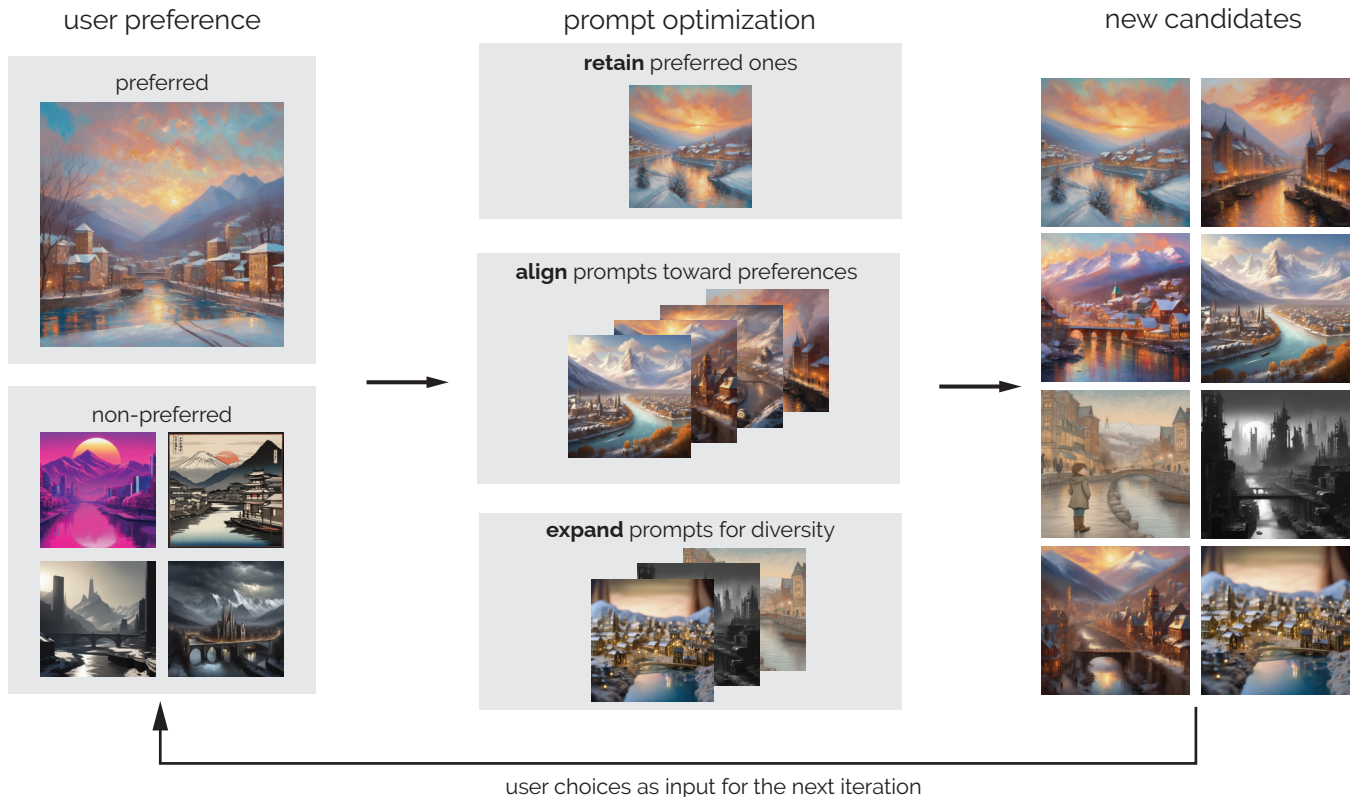 user preference
prompt optimization
new candidates
preferred
retain preferred ones
align prompts toward preferences
non-preferred
expand prompts for diversity
user choices as input for the next iteration